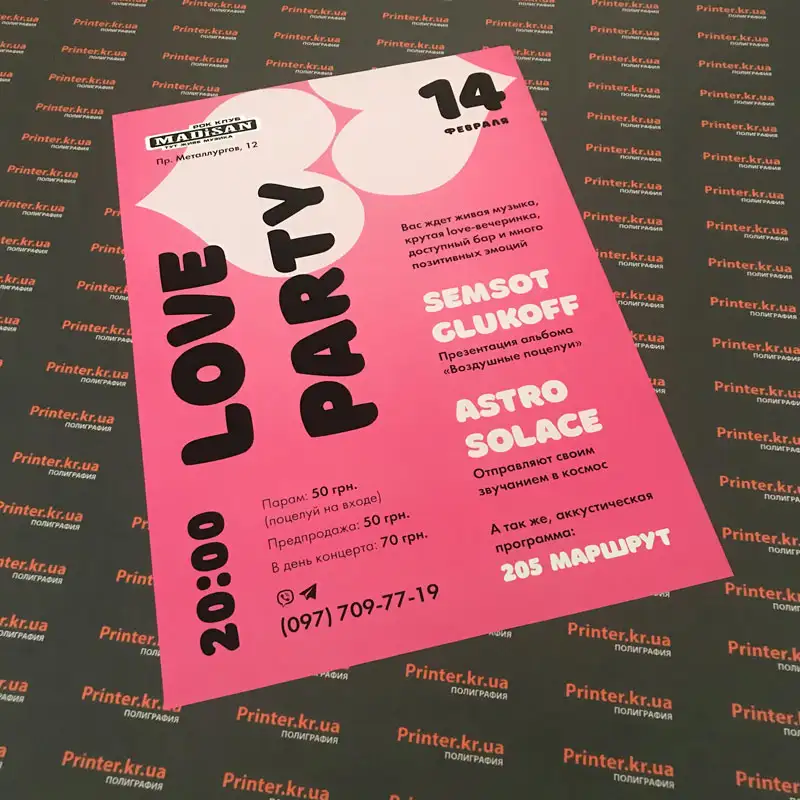 РОК КЛУБ
MADiSAN
ТУТ ЖИВЕ МУЗИКА
Пр. Металлургов, 12
14
ФЕВРАЛЯ
LOVE
PARTY
20:00
Вас ждет живая музыка,
крутая love-вечеринка,
доступный бар и много
позитивных эмоций
SEMSOT
GLUKOFF
Презентация альбома
«Воздушные поцелуи»
ASTRO
SOLACE
Отправляют своим
звучанием в космос
А так же, аккустическая
программа:
205 МАРШРУТ
Парам: 50 грн.
(поцелуй на входе)
Предпродажа: 50 грн.
В день концерта: 70 грн.
(097) 709-77-19
Printer.kr.ua
ПОЛИГРАФИЯ